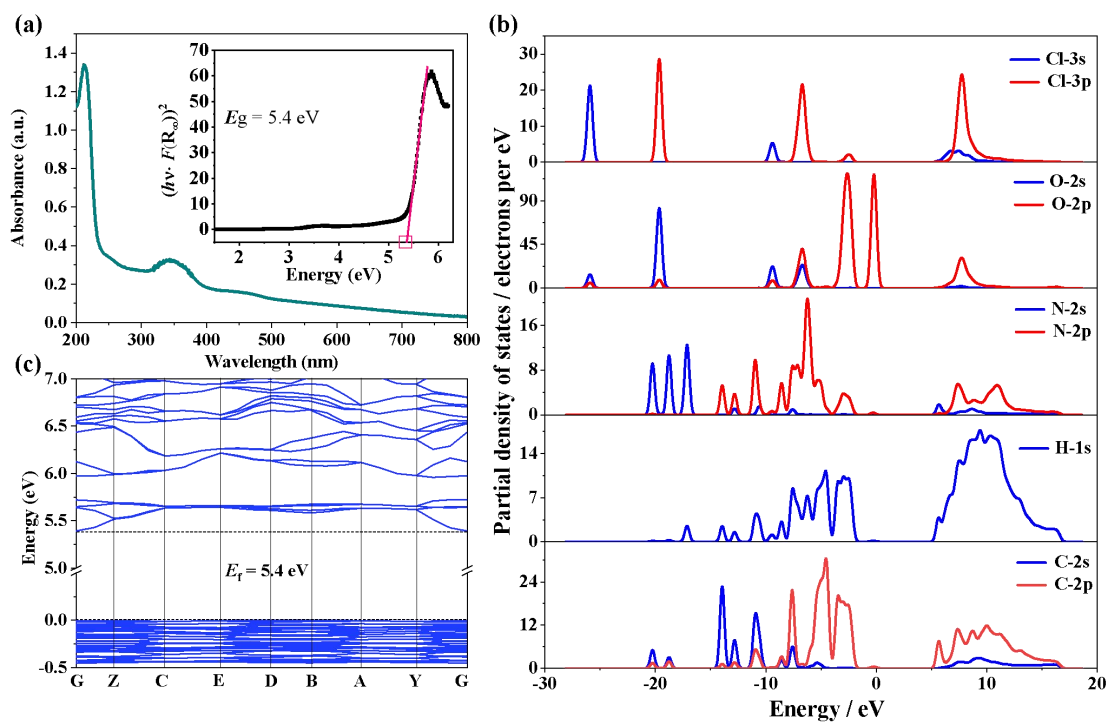 (a)
1.4
1.2
1.0
0.8
0.6
0.4
0.2
0.0
Absorbance (a.u.)
200 300 400 500 600 700 800
Wavelength (nm)
70
60
50
40
30
20
10
0
(hν· F(R∞))²
Eg = 5.4 eV
2 3 4 5 6
Energy (eV)
(c)
7.0
6.5
6.0
5.5
5.0
0.0
-0.5
Energy (eV)
Ef = 5.4 eV
G Z C E D B A Y G
(b)
Partial density of states / electrons per eV
30
20
10
0
Cl-3s
Cl-3p
90
45
0
O-2s
O-2p
16
8
0
N-2s
N-2p
14
7
0
H-1s
24
12
0
C-2s
C-2p
-30 -20 -10 0 10 20
Energy / eV